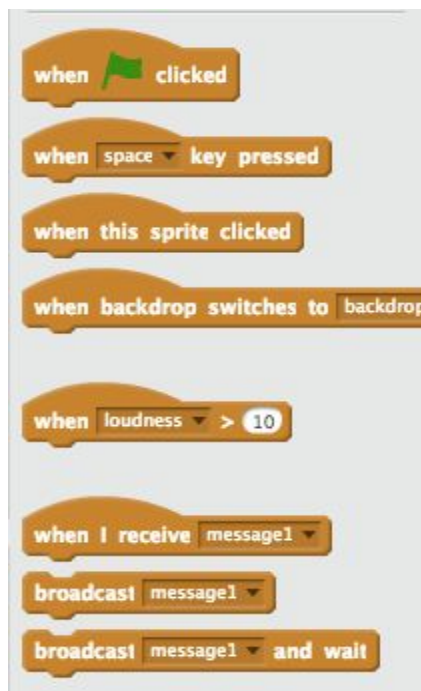 when clicked
when space key pressed
when this sprite clicked
when backdrop switches to backdrop
when loudness > 10
when I receive message1
broadcast message1
broadcast message1 and wait